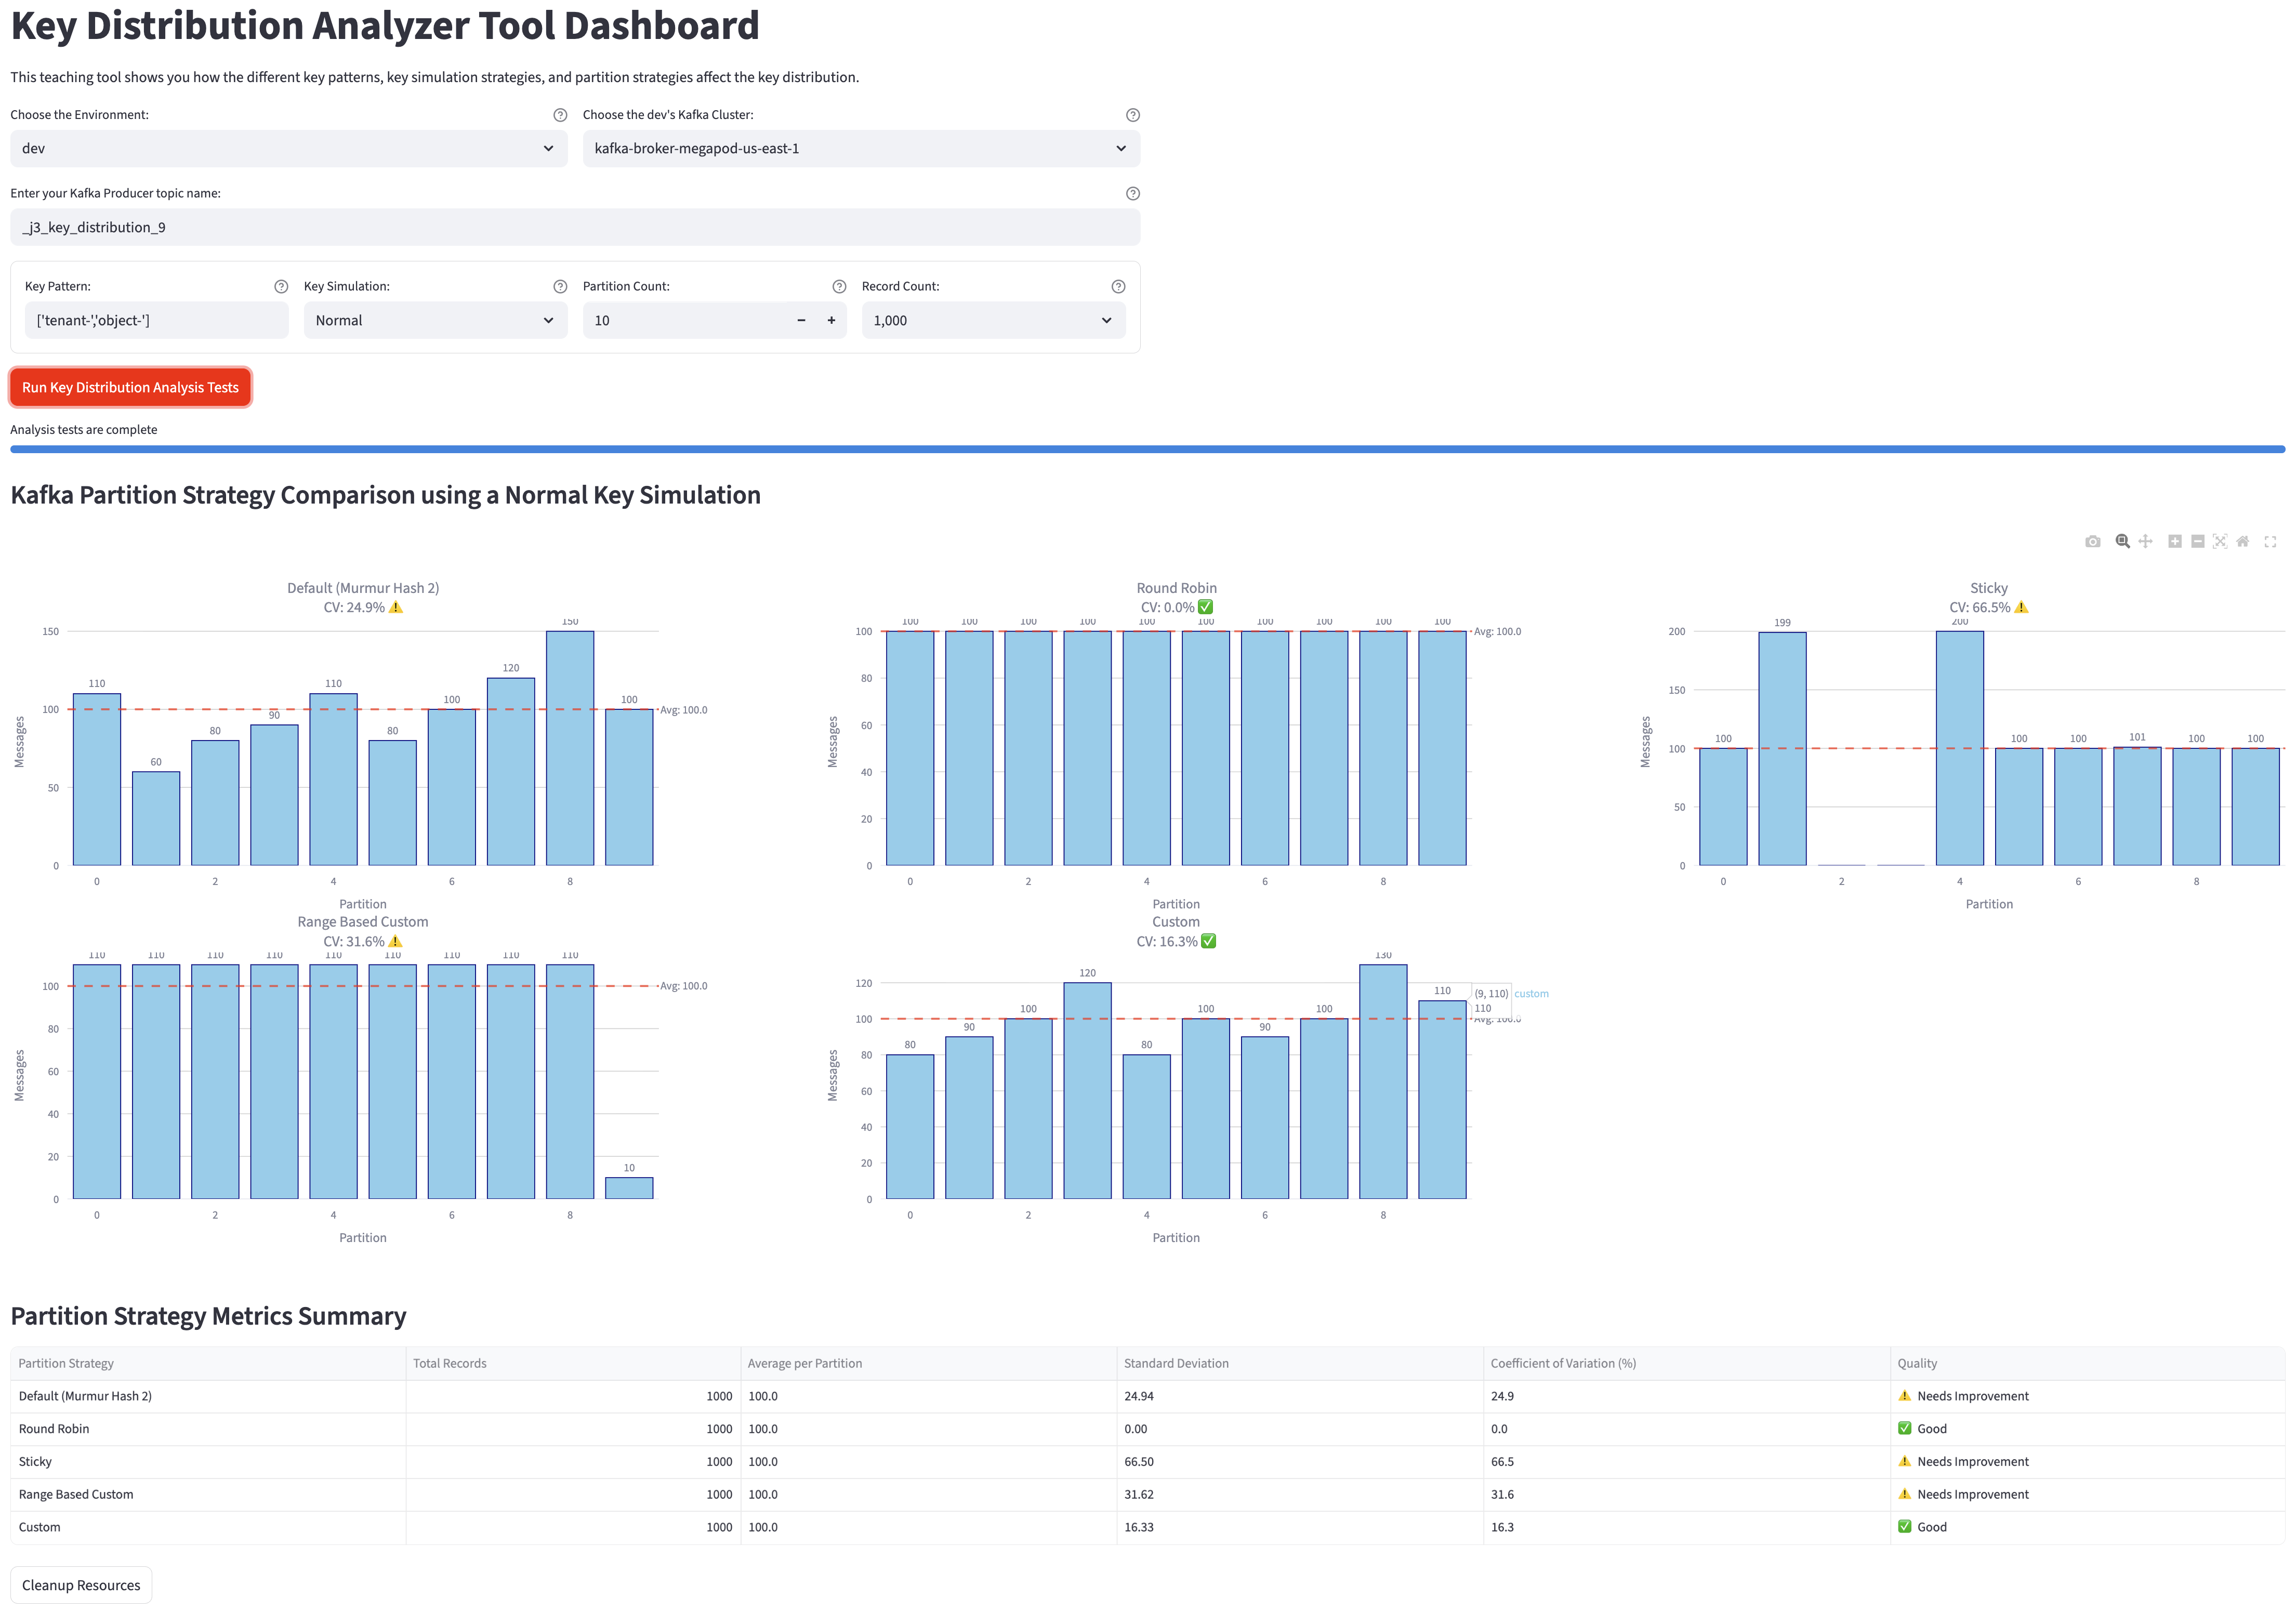 Key Distribution Analyzer Tool Dashboard
This teaching tool shows you how the different key patterns, key simulation strategies, and partition strategies affect the key distribution.
Choose the Environment:
Choose the dev's Kafka Cluster:
dev
kafka-broker-megapod-us-east-1
Enter your Kafka Producer topic name:
_j3_key_distribution_9
Key Pattern:
Key Simulation:
Partition Count:
Record Count:
['tenant-','object-']
Normal
10
1,000
Run Key Distribution Analysis Tests
Analysis tests are complete
Kafka Partition Strategy Comparison using a Normal Key Simulation
Default (Murmur Hash 2)
CV: 24.9% ⚠️
150
100
50
0
Messages
110
60
80
90
110
80
100
120
150
100
Avg: 100.0
0 2 4 6 8
Partition
Round Robin
CV: 0.0% ✅
100
80
60
40
20
0
Messages
100 100 100 100 100 100 100 100 100 100
Avg: 100.0
0 2 4 6 8
Partition
Sticky
CV: 66.5% ⚠️
200
150
100
50
0
Messages
100
199
200
100
100
101
100
100
0 2 4 6 8
Partition
Range Based Custom
CV: 31.6% ⚠️
100
80
60
40
20
0
Messages
110 110 110 110 110 110 110 110 110
10
Avg: 100.0
0 2 4 6 8
Partition
Custom
CV: 16.3% ✅
120
100
80
60
40
20
0
Messages
80
90
100
120
80
100
90
100
130
110
(9, 110) custom
110
Avg: 100.0
0 2 4 6 8
Partition
Partition Strategy Metrics Summary
Partition Strategy Total Records Average per Partition Standard Deviation Coefficient of Variation (%) Quality
Default (Murmur Hash 2) 1000 100.0 24.94 24.9 ⚠️ Needs Improvement
Round Robin 1000 100.0 0.00 0.0 ✅ Good
Sticky 1000 100.0 66.50 66.5 ⚠️ Needs Improvement
Range Based Custom 1000 100.0 31.62 31.6 ⚠️ Needs Improvement
Custom 1000 100.0 16.33 16.3 ✅ Good
Cleanup Resources